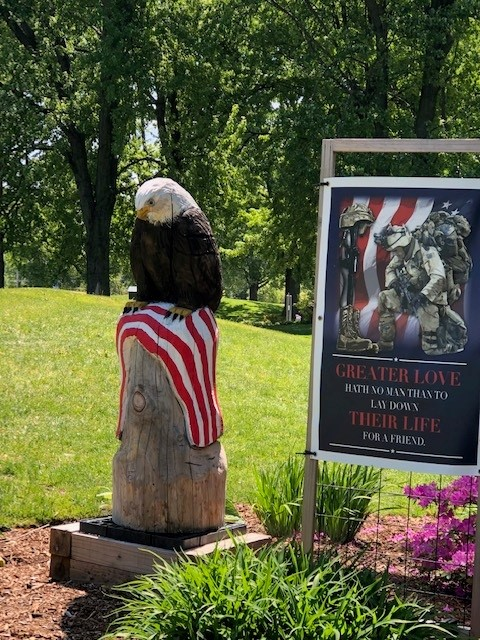 GREATER LOVE
HATH NO MAN THAN TO
LAY DOWN
THEIR LIFE
FOR A FRIEND.